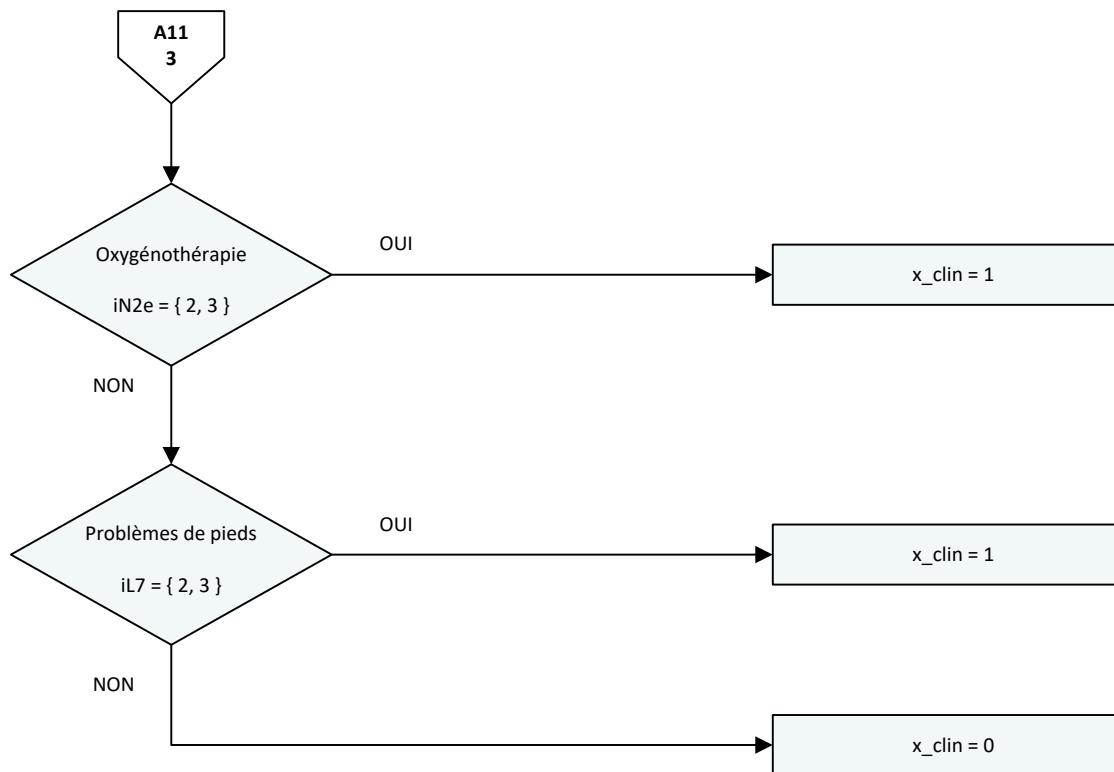 A11
3
Oxygénothérapie
iN2e = { 2, 3 }
OUI
x_clin = 1
NON
Problèmes de pieds
iL7 = { 2, 3 }
OUI
x_clin = 1
NON
x_clin = 0